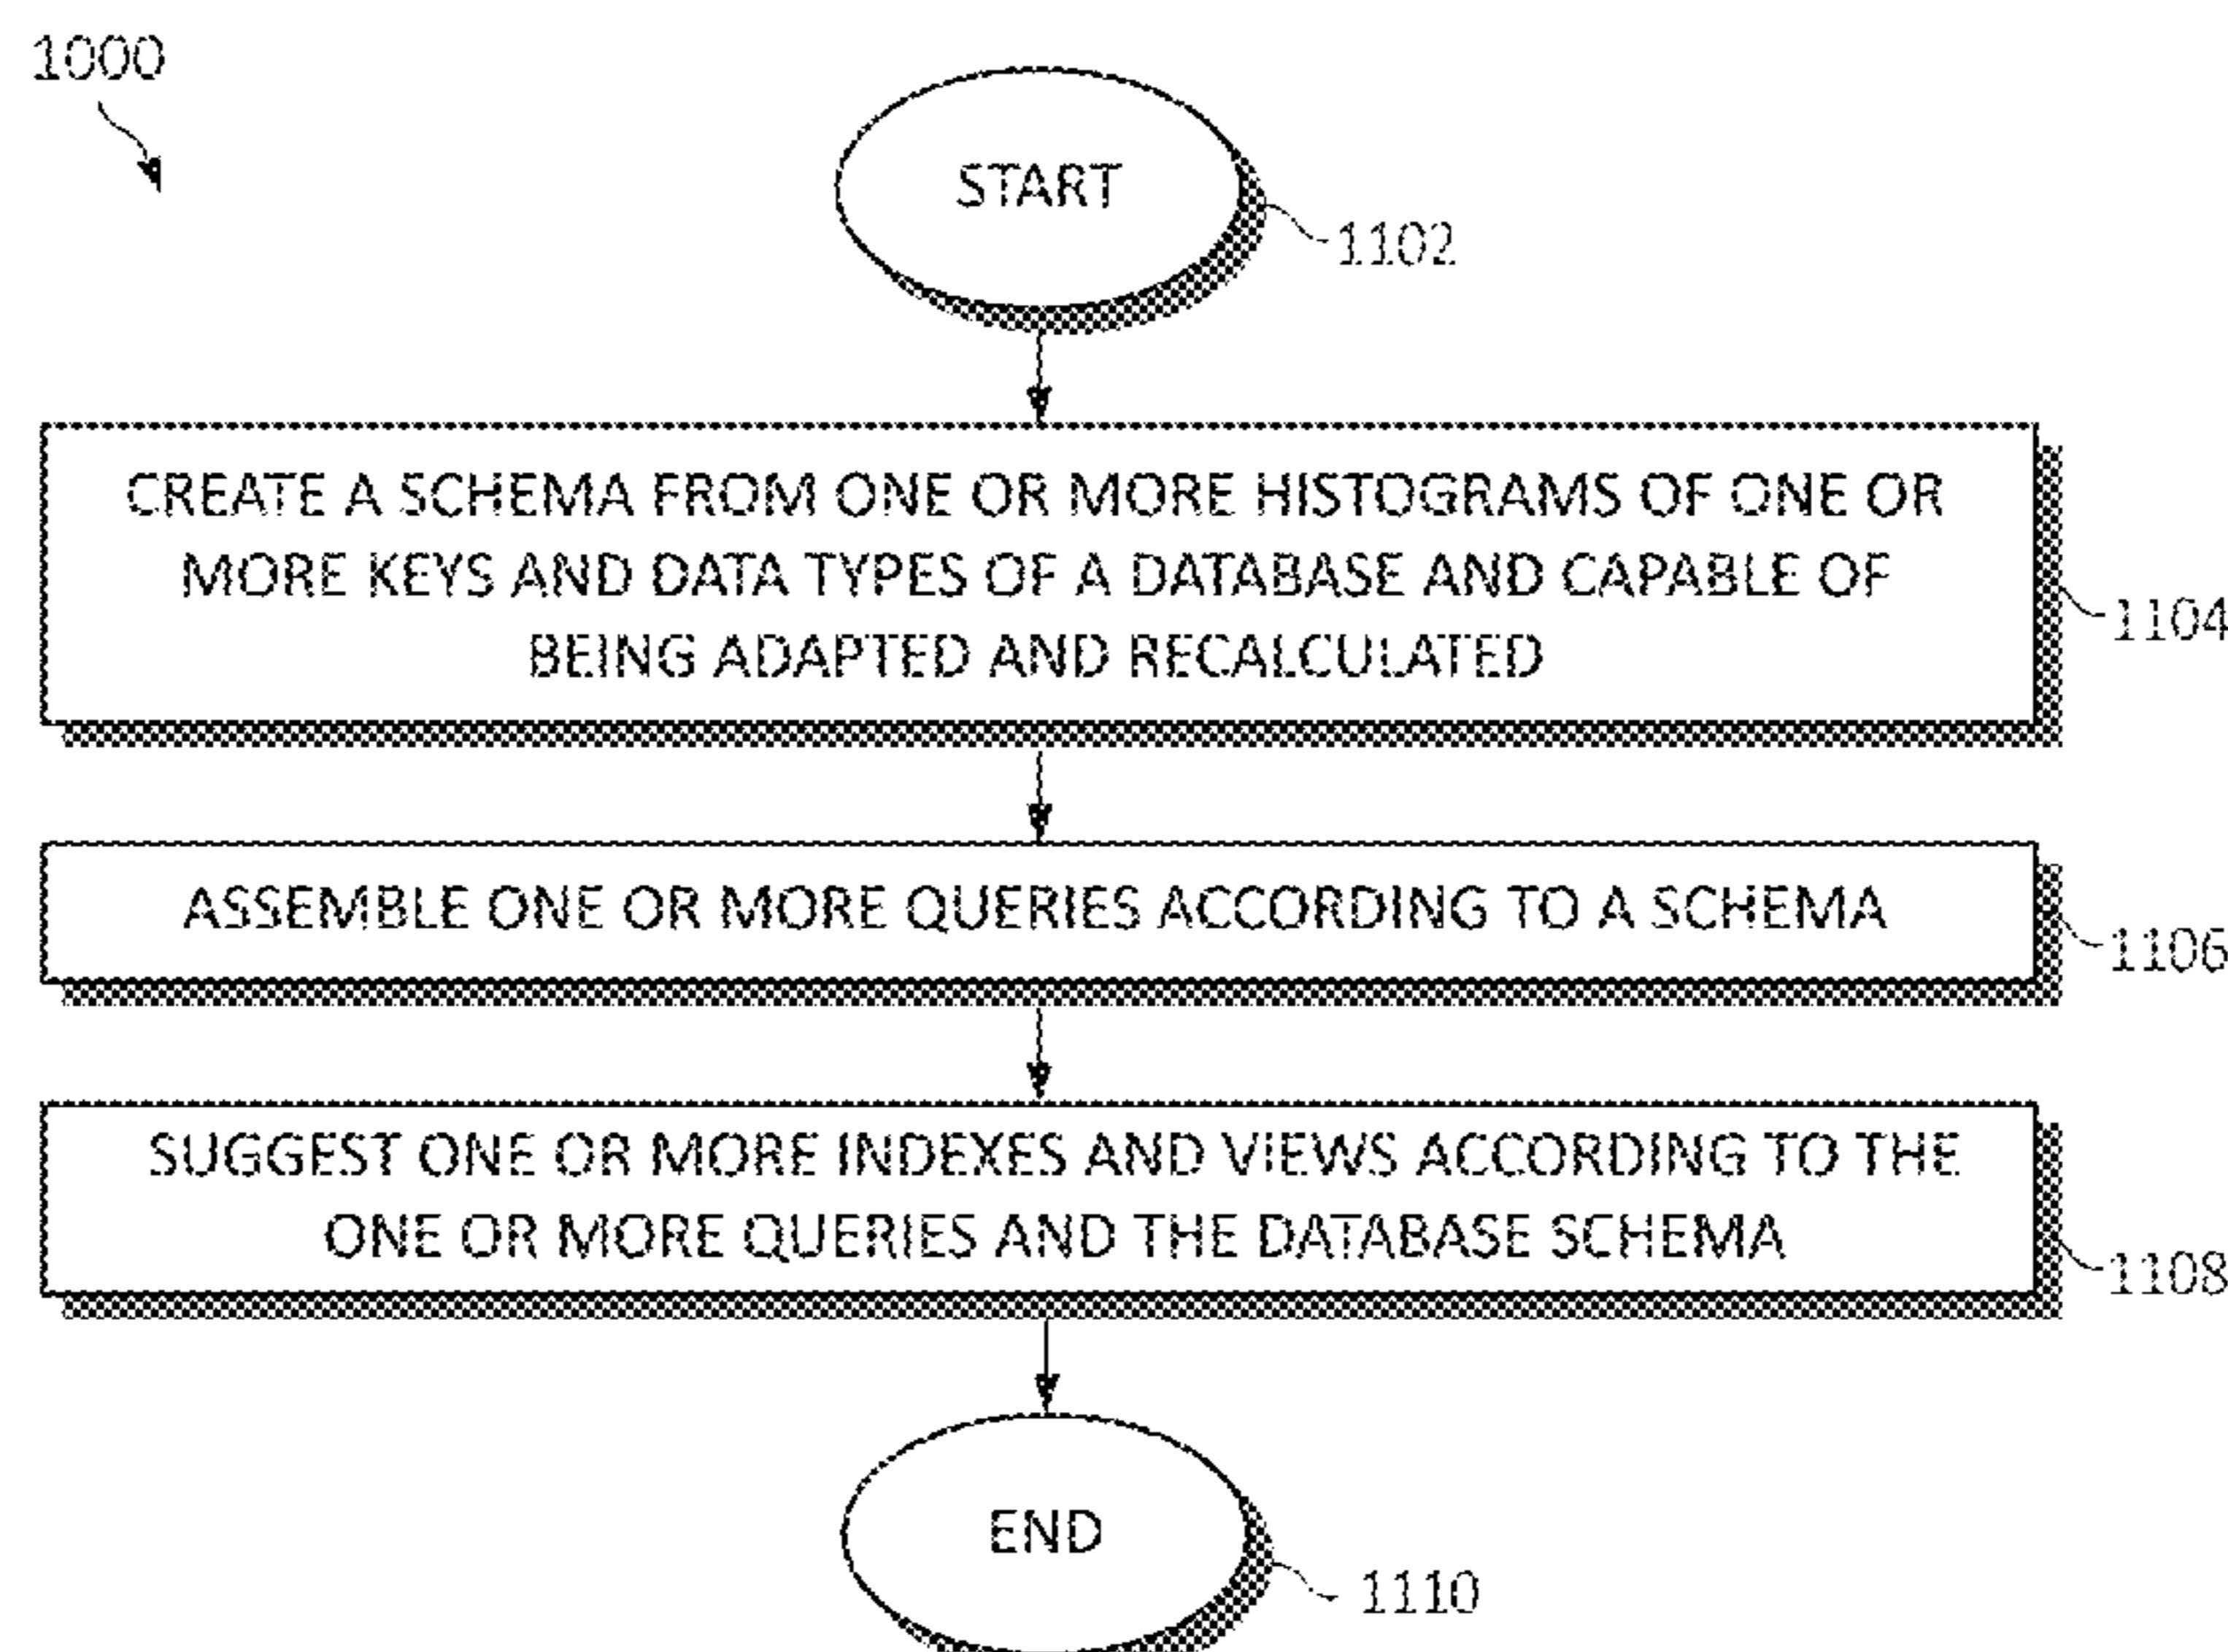 1000
START
1102
CREATE A SCHEMA FROM ONE OR MORE HISTOGRAMS OF ONE OR
MORE KEYS AND DATA TYPES OF A DATABASE AND CAPABLE OF
BEING ADAPTED AND RECALCULATED
1104
ASSEMBLE ONE OR MORE QUERIES ACCORDING TO A SCHEMA
1106
SUGGEST ONE OR MORE INDEXES AND VIEWS ACCORDING TO THE
ONE OR MORE QUERIES AND THE DATABASE SCHEMA
1108
END
1110